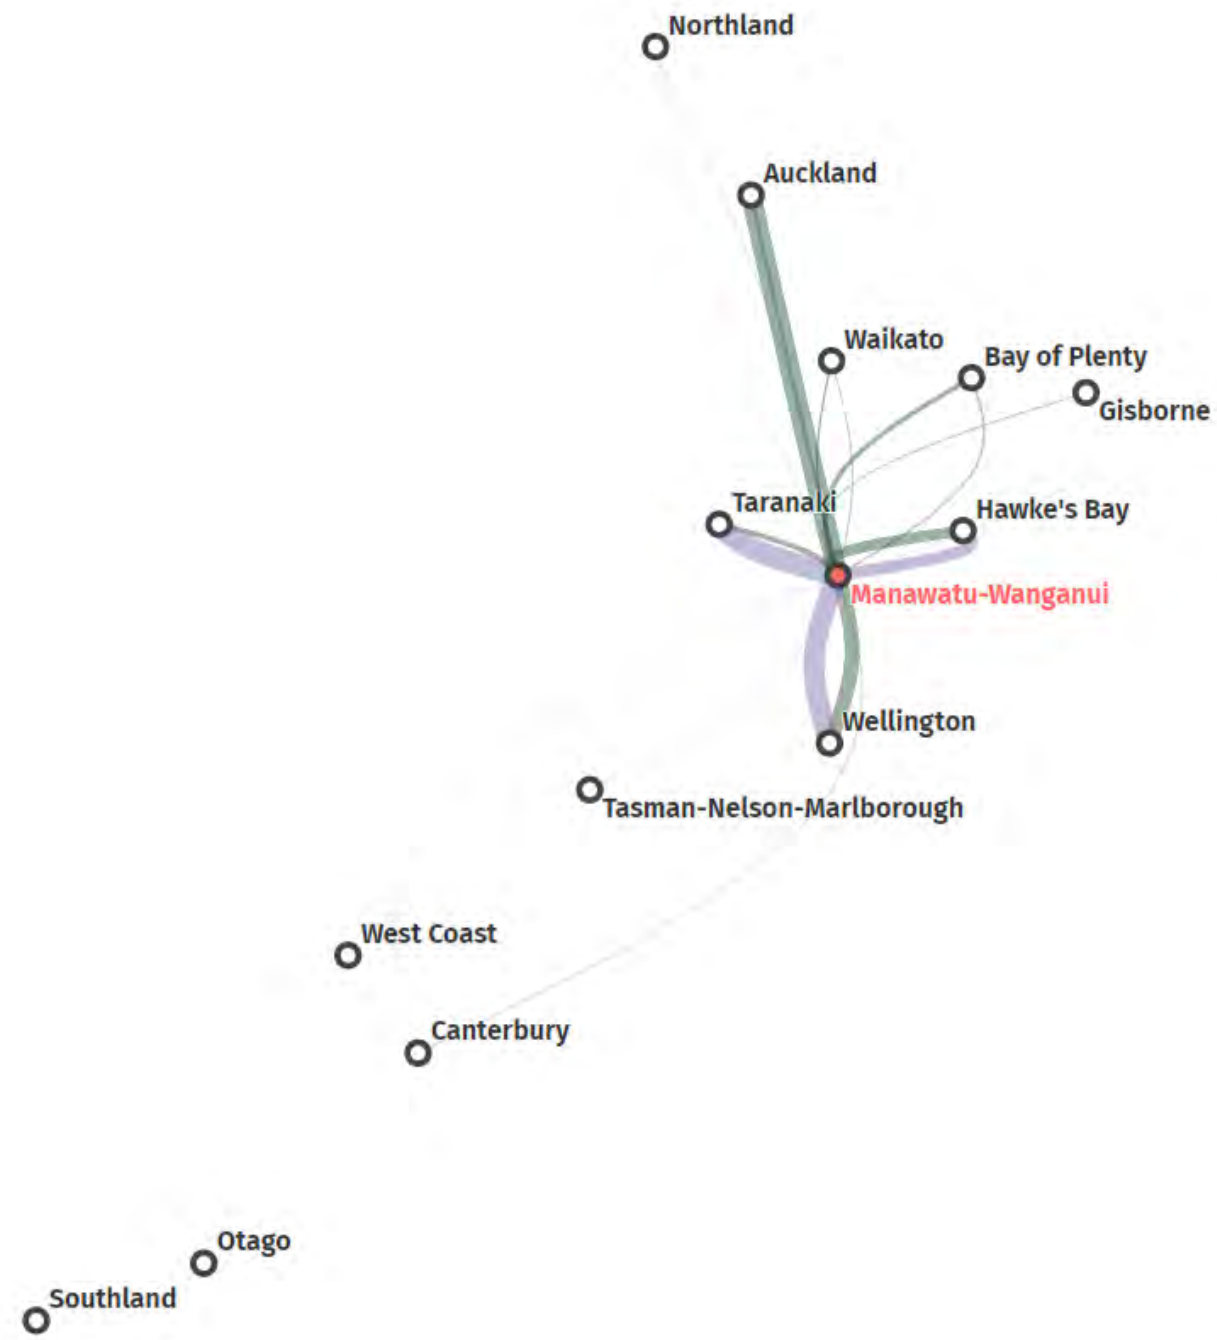 Northland
Auckland
Waikato
Bay of Plenty
Gisborne
Taranaki
Hawke's Bay
Manawatu-Wanganui
Wellington
Tasman-Nelson-Marlborough
West Coast
Canterbury
Otago
Southland